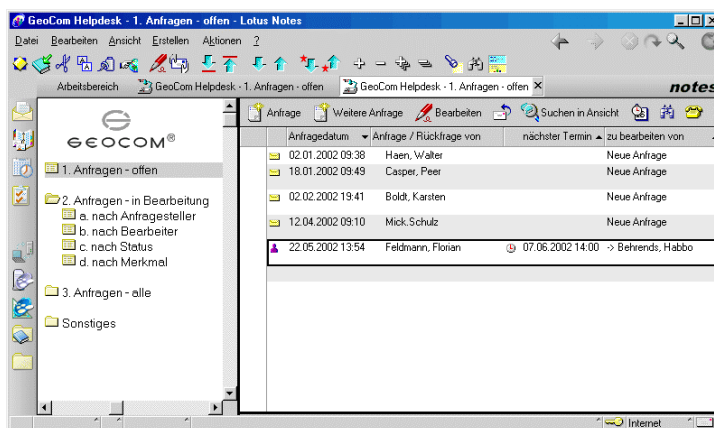 GeoCom Helpdesk - 1. Anfragen - offen - Lotus Notes
Datei Bearbeiten Ansicht Erstellen Aktionen ?
Arbeitsbereich GeoCom Helpdesk - 1. Anfragen - offen GeoCom Helpdesk - 1. Anfragen - offen notes
GEOCOM®
1. Anfragen - offen
2. Anfragen - in Bearbeitung
a. nach Anfragesteller
b. nach Bearbeiter
c. nach Status
d. nach Merkmal
3. Anfragen - alle
Sonstiges
Anfrage Weitere Anfrage Bearbeiten Suchen in Ansicht
Anfragedatum Anfrage / Rückfrage von nächster Termin zu bearbeiten von
02.01.2002 09:38 Haen, Walter Neue Anfrage
18.01.2002 09:49 Casper, Peer Neue Anfrage
02.02.2002 19:41 Boldt, Karsten Neue Anfrage
12.04.2002 09:10 Mick.Schulz Neue Anfrage
22.05.2002 13:54 Feldmann, Florian 07.06.2002 14:00 -> Behrends, Habbo
Internet